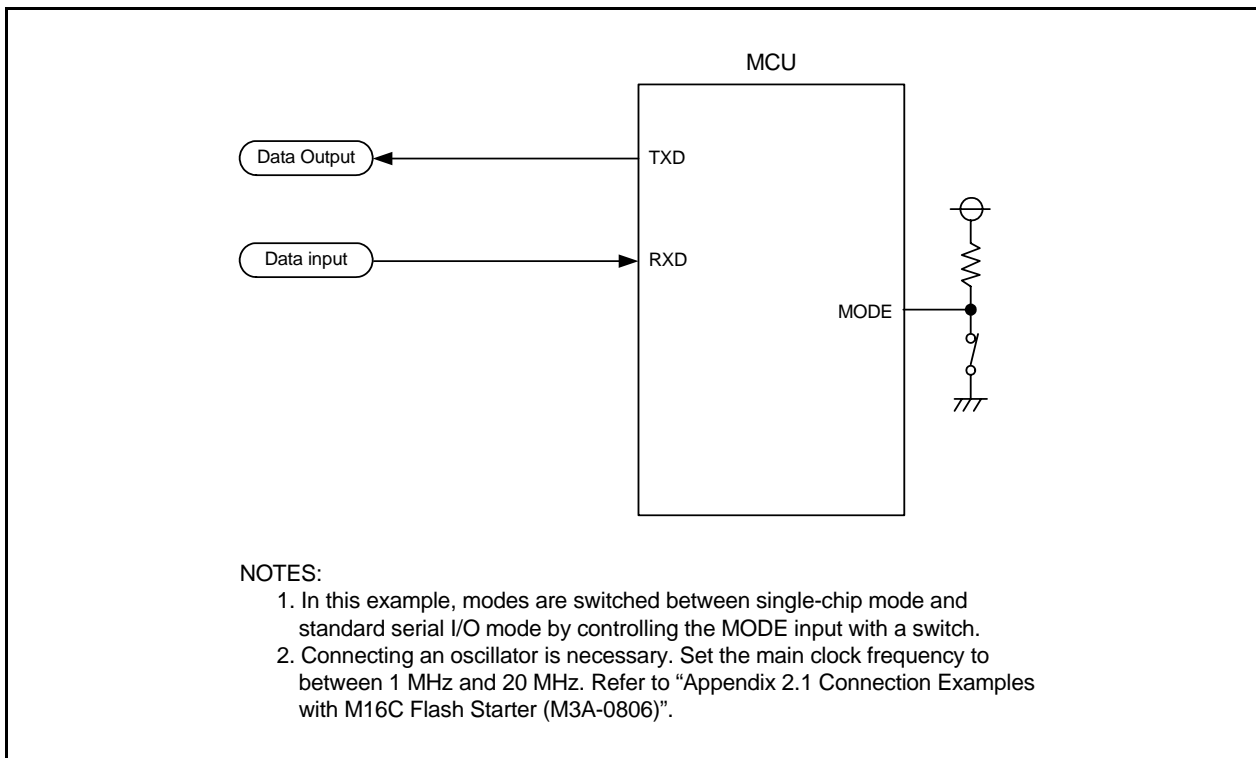 MCU
Data Output
TXD
Data input
RXD
MODE
NOTES:
1. In this example, modes are switched between single-chip mode and
standard serial I/O mode by controlling the MODE input with a switch.
2. Connecting an oscillator is necessary. Set the main clock frequency to
between 1 MHz and 20 MHz. Refer to “Appendix 2.1 Connection Examples
with M16C Flash Starter (M3A-0806)”.